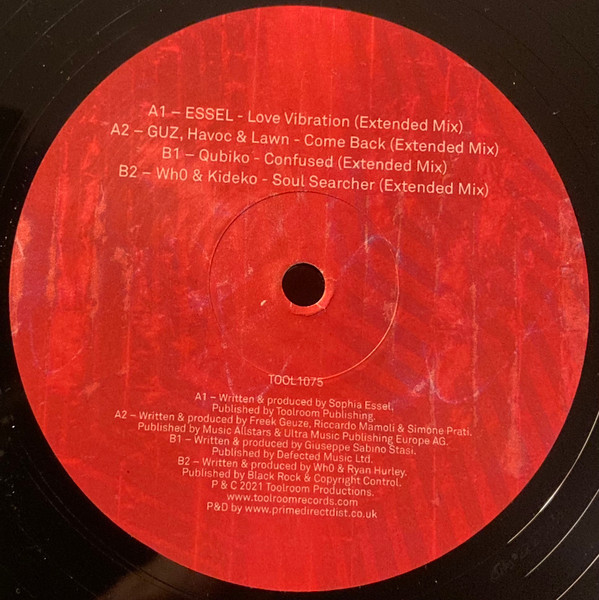 A1 – ESSEL - Love Vibration (Extended Mix)
A2 – GUZ, Havoc & Lawn - Come Back (Extended Mix)
B1 – Qubiko - Confused (Extended Mix)
B2 – Wh0 & Kideko - Soul Searcher (Extended Mix)
TOOL1075
A1 – Written & produced by Sophia Essel.
Published by Toolroom Publishing.
A2 – Written & produced by Freek Geuze, Riccardo Mamoli & Simone Prati.
Published by Music Allstars & Ultra Music Publishing Europe AG.
B1 – Written & produced by Giuseppe Sabino Stasi.
Published by Defected Music Ltd.
B2 – Written & produced by Wh0 & Ryan Hurley.
Published by Black Rock & Copyright Control.
P & C 2021 Toolroom Productions.
www.toolroomrecords.com
P&D by www.primedirectdist.co.uk